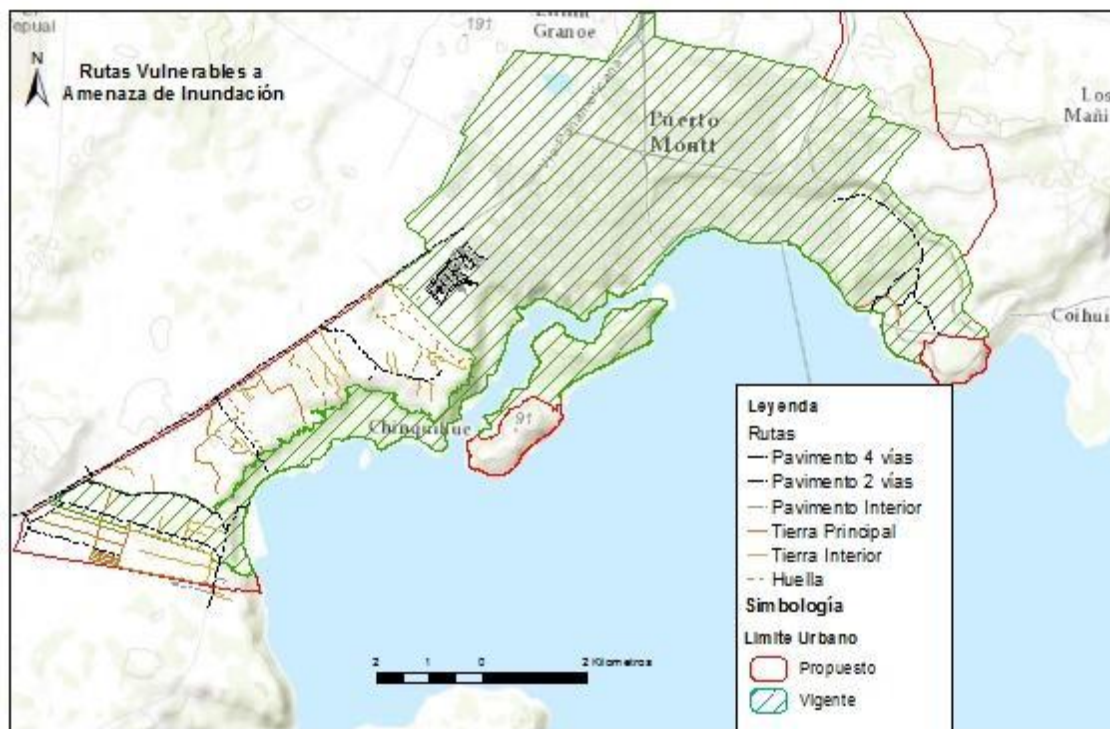 epual
191
Granoe
N
Rutas Vulnerables a
Amenaza de Inundación
Los
Mañi
Puerto
Montt
Coihui
Chinquihue
91
Leyenda
Rutas
Pavimento 4 vías
Pavimento 2 vías
Pavimento Interior
Tierra Principal
Tierra Interior
Huella
Simbología
Limite Urbano
Propuesto
Vigente
2 1 0 2 Kilometros